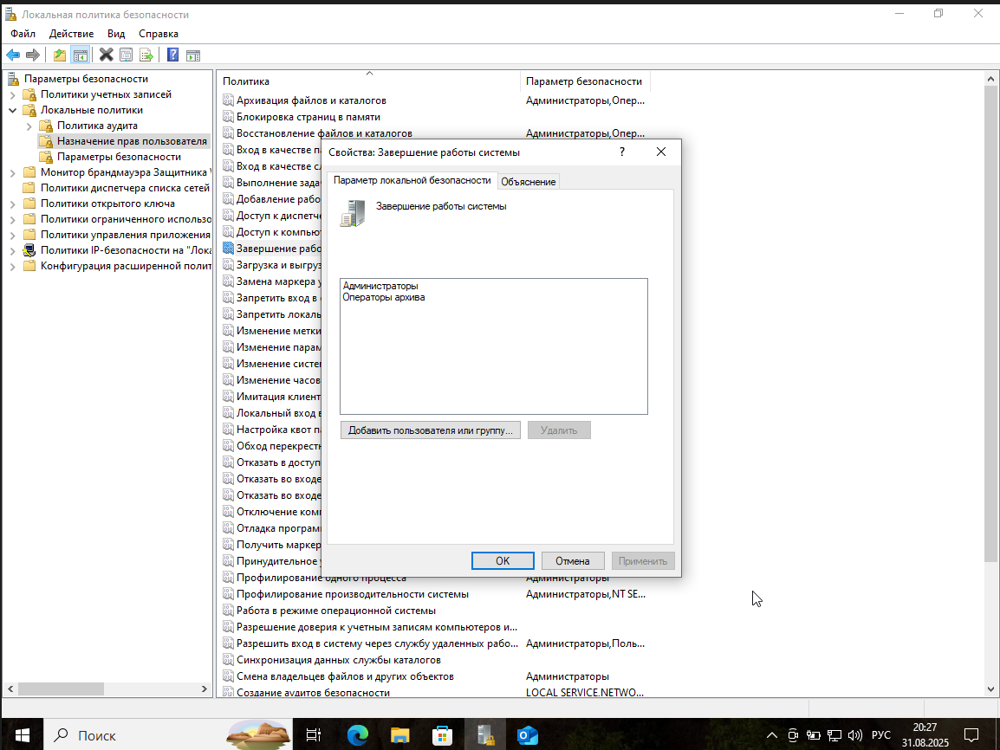 Локальная политика безопасности
Файл Действие Вид Справка
Параметры безопасности
Политики учетных записей
Локальные политики
Политика аудита
Назначение прав пользователя
Параметры безопасности
Монитор брандмауэра Защитника
Политики диспетчера списка сетей
Политики открытого ключа
Политики ограниченного использо
Политики управления приложения
Политики IP-безопасности на "Лока
Конфигурация расширенной полит
Политика Параметр безопасности
Архивация файлов и каталогов Администраторы,Опер...
Блокировка страниц в памяти
Восстановление файлов и каталогов Администраторы,Опер...
Вход в качестве п
Вход в качестве сл
Выполнение зада
Добавление рабо
Доступ к диспетче
Доступ к компьют
Завершение рабо
Загрузка и выгруз
Замена маркера у
Запретить вход в
Запретить локаль
Изменение метки
Изменение парам
Изменение систе
Изменение часов
Имитация клиент
Локальный вход в
Настройка квот п
Обход перекрестн
Отказать в доступ
Отказать во входе
Отказать во входе
Отключение ком
Отладка програм
Получить маркер
Принудительное
Профилирование одного процесса Администраторы
Профилирование производительности системы Администраторы,NT SE...
Работа в режиме операционной системы
Разрешение доверия к учетным записям компьютеров и...
Разрешить вход в систему через службу удаленных рабо... Администраторы,Поль...
Синхронизация данных службы каталогов
Смена владельцев файлов и других объектов Администраторы
Создание аудитов безопасности LOCAL SERVICE,NETWO...
Свойства: Завершение работы системы ?
Параметр локальной безопасности Объяснение
Завершение работы системы
Администраторы
Операторы архива
Добавить пользователя или группу... Удалить
OK Отмена Применить
Поиск
РУС
20:27
31.08.2025